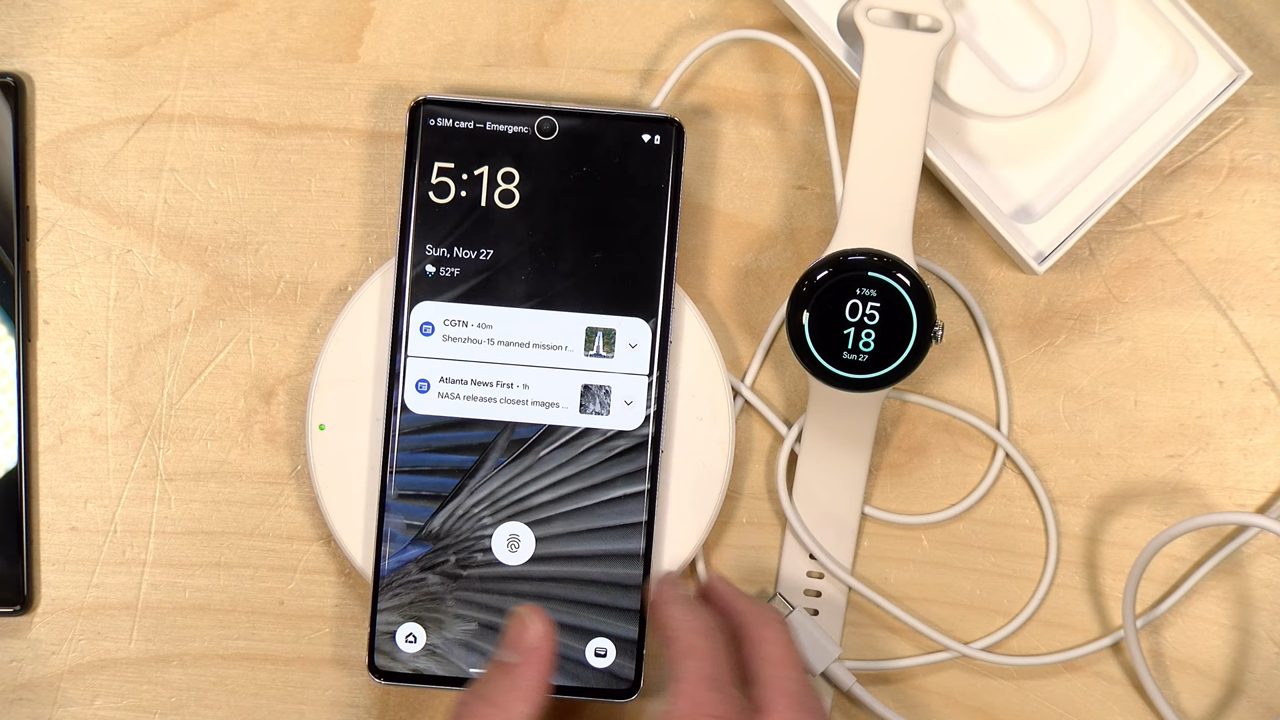 o SIM card — Emergenc
5:18
Sun, Nov 27
52°F
CGTN • 40m
Shenzhou-15 manned mission r...
Atlanta News First • 1h
NASA releases closest images ...
76%
05
18
Sun 27